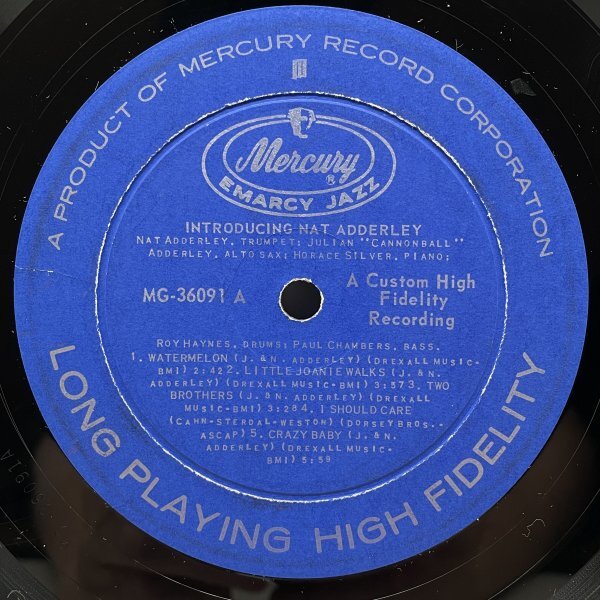 A PRODUCT OF MERCURY RECORD CORPORATION
Mercury ®
EMARCY JAZZ
INTRODUCING NAT ADDERLEY
NAT ADDERLEY, TRUMPET; JULIAN "CANNONBALL"
ADDERLEY, ALTO SAX; HORACE SILVER, PIANO;
MG-36091 A
A Custom High
Fidelity
Recording
ROY HAYNES, DRUMS; PAUL CHAMBERS, BASS.
1. WATERMELON (J. & N. ADDERLEY) (DREXALL MUSIC-
BMI) 2:42 2. LITTLE JOANIE WALKS (J. & N.
ADDERLEY) (DREXALL MUSIC-BMI) 3:57 3. TWO
BROTHERS (J. & N. ADDERLEY) (DREXALL
MUSIC-BMI) 3:28 4. I SHOULD CARE
(CAHN-STERDAL-WESTON) (DORSEY BROS.-
ASCAP) 5. CRAZY BABY (J. & N.
ADDERLEY) (DREXALL MUSIC-
BMI) 5:59
LONG PLAYING HIGH FIDELITY